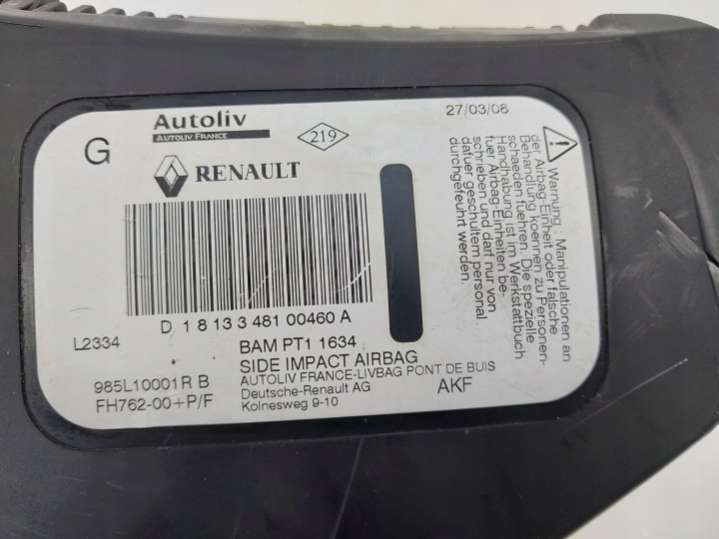 G
Autoliv
AUTOLIV FRANCE
219
27/03/08
RENAULT
D 1 8 13 3 481 00460 A
L2334
BAM PT1 1634
SIDE IMPACT AIRBAG
985L10001R B
AUTOLIV FRANCE-LIVBAG PONT DE BUIS
FH762-00+P/F
Deutsche-Renault AG
AKF
Kolnesweg 9-10
Warnung : Manipulationen an
der Airbag-Einheit oder falsche
Behandlung koennen zu Personen-
schaeden fuehren. Die spezielle
Handhabung ist im Werkstattbuch
fuer Airbag-Einheiten be-
schrieben und darf nur von
dafuer geschultem personal
durchgefeuhrt werden.